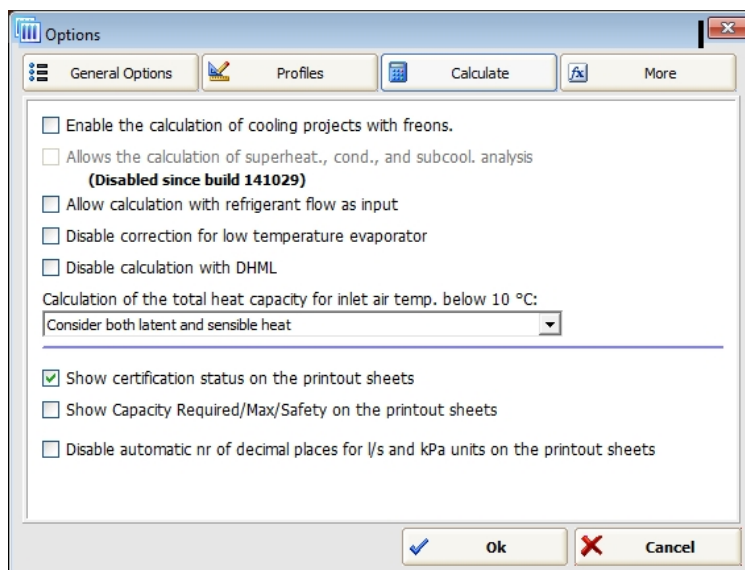 Options
General Options
Profiles
Calculate
More
Enable the calculation of cooling projects with freons.
Allows the calculation of superheat., cond., and subcool. analysis
(Disabled since build 141029)
Allow calculation with refrigerant flow as input
Disable correction for low temperature evaporator
Disable calculation with DHML
Calculation of the total heat capacity for inlet air temp. below 10 °C:
Consider both latent and sensible heat
Show certification status on the printout sheets
Show Capacity Required/Max/Safety on the printout sheets
Disable automatic nr of decimal places for l/s and kPa units on the printout sheets
Ok
Cancel